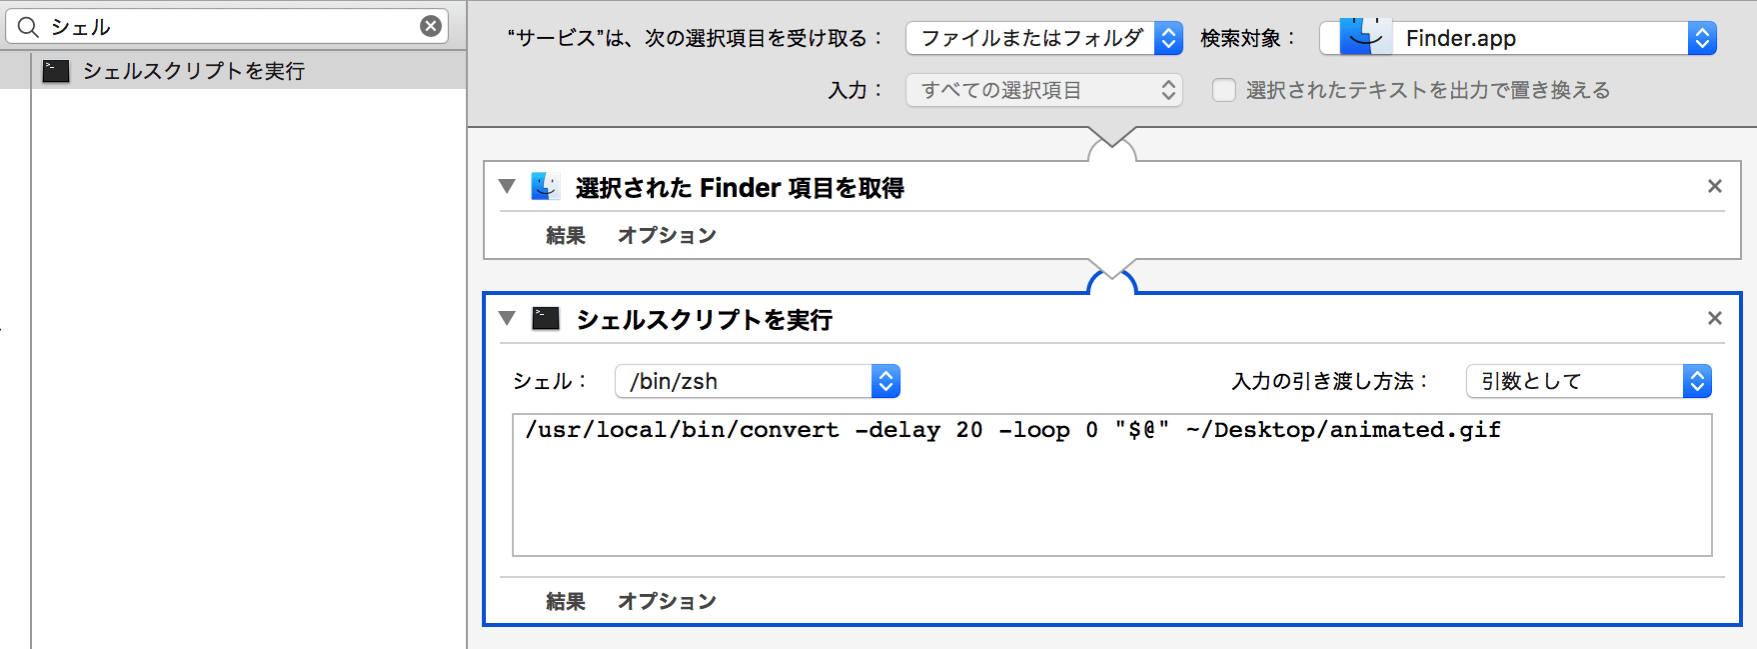 シェル
シェルスクリプトを実行
“サービス”は、次の選択項目を受け取る： ファイルまたはフォルダ 検索対象： Finder.app
入力： すべての選択項目 選択されたテキストを出力で置き換える
選択された Finder 項目を取得
結果 オプション
シェルスクリプトを実行
シェル： /bin/zsh 入力の引き渡し方法： 引数として
/usr/local/bin/convert -delay 20 -loop 0 "$@" ~/Desktop/animated.gif
結果 オプション